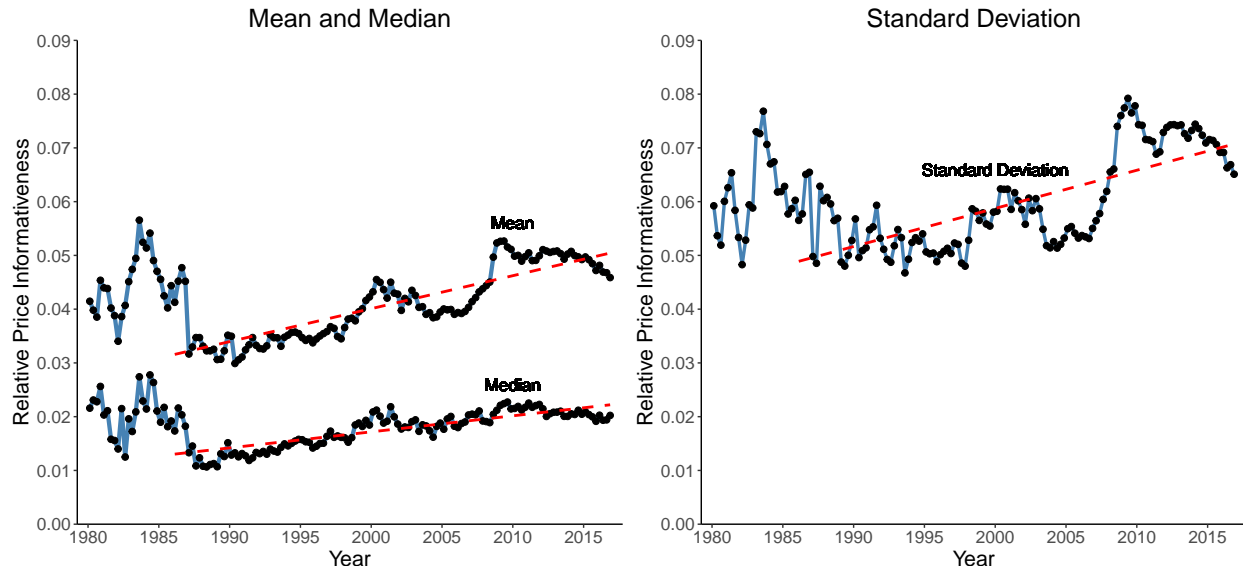 Mean and Median
Relative Price Informativeness
0.09
0.08
0.07
0.06
0.05
0.04
0.03
0.02
0.01
0.00
Mean
Median
1980 1985 1990 1995 2000 2005 2010 2015
Year
Standard Deviation
Relative Price Informativeness
0.09
0.08
0.07
0.06
0.05
0.04
0.03
0.02
0.01
0.00
Standard Deviation
1980 1985 1990 1995 2000 2005 2010 2015
Year